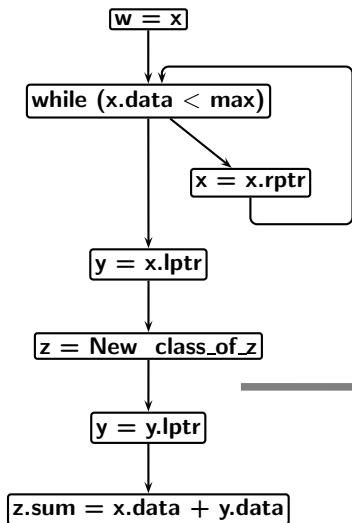 w = x
while (x.data < max)
x = x.rptr
y = x.lptr
z = New class_of_z
y = y.lptr
z.sum = x.data + y.data